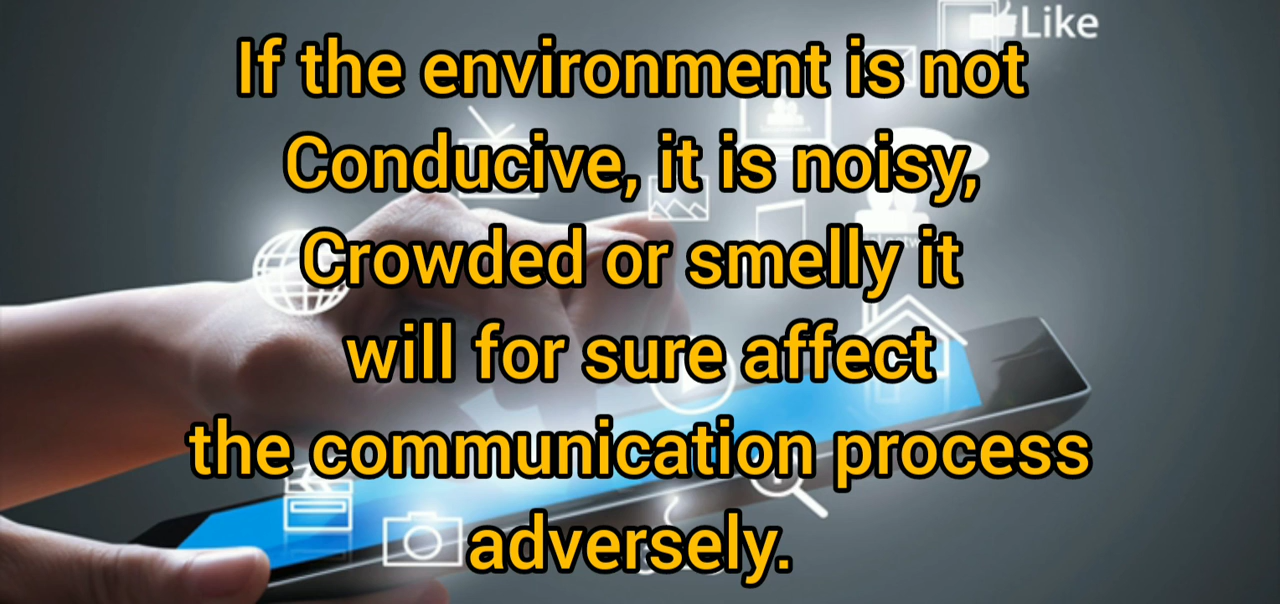 Like
If the environment is not
Conducive, it is noisy,
Crowded or smelly it
will for sure affect
the communication process
adversely.